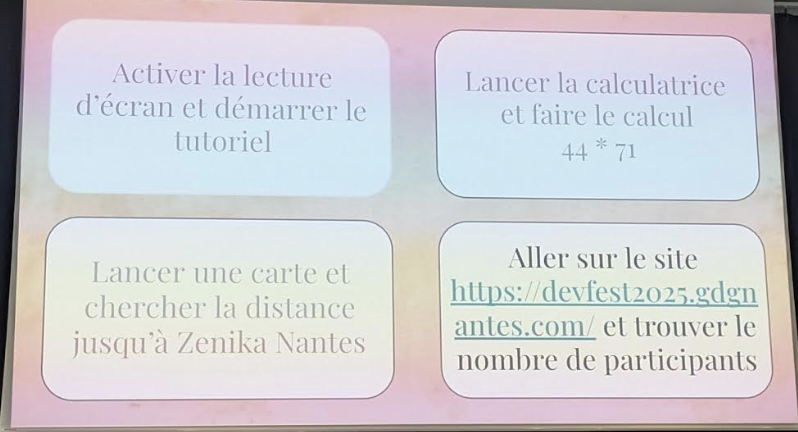 Activer la lecture
d'écran et démarrer le
tutoriel
Lancer la calculatrice
et faire le calcul
44 * 71
Lancer une carte et
chercher la distance
jusqu'à Zenika Nantes
Aller sur le site
https://devfest2025.gdgn
antes.com/ et trouver le
nombre de participants